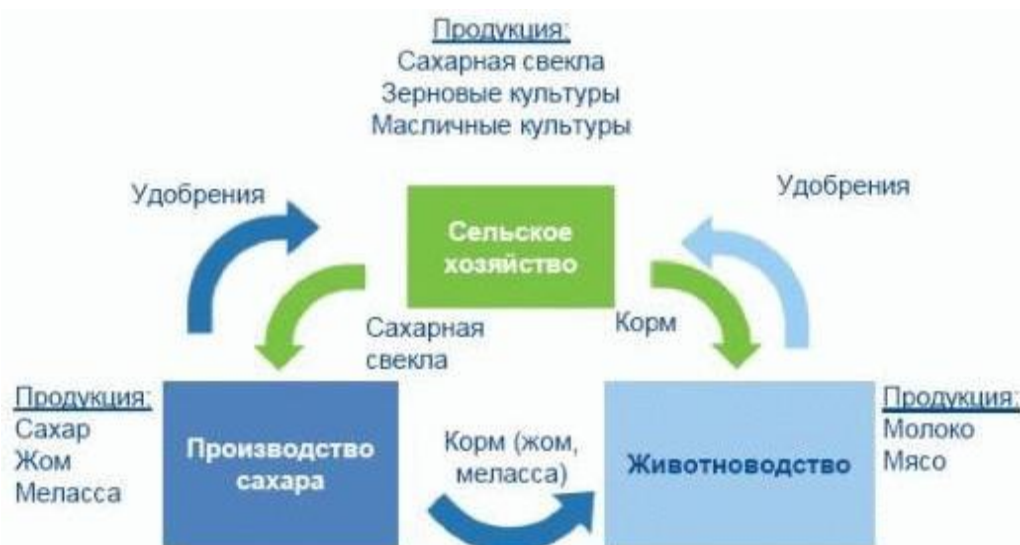 Продукция:
Сахарная свекла
Зерновые культуры
Масличные культуры
Удобрения
Удобрения
Сельское
хозяйство
Сахарная
свекла
Корм
Продукция:
Сахар
Жом
Меласса
Производство
сахара
Корм (жом,
меласса)
Животноводство
Продукция:
Молоко
Мясо